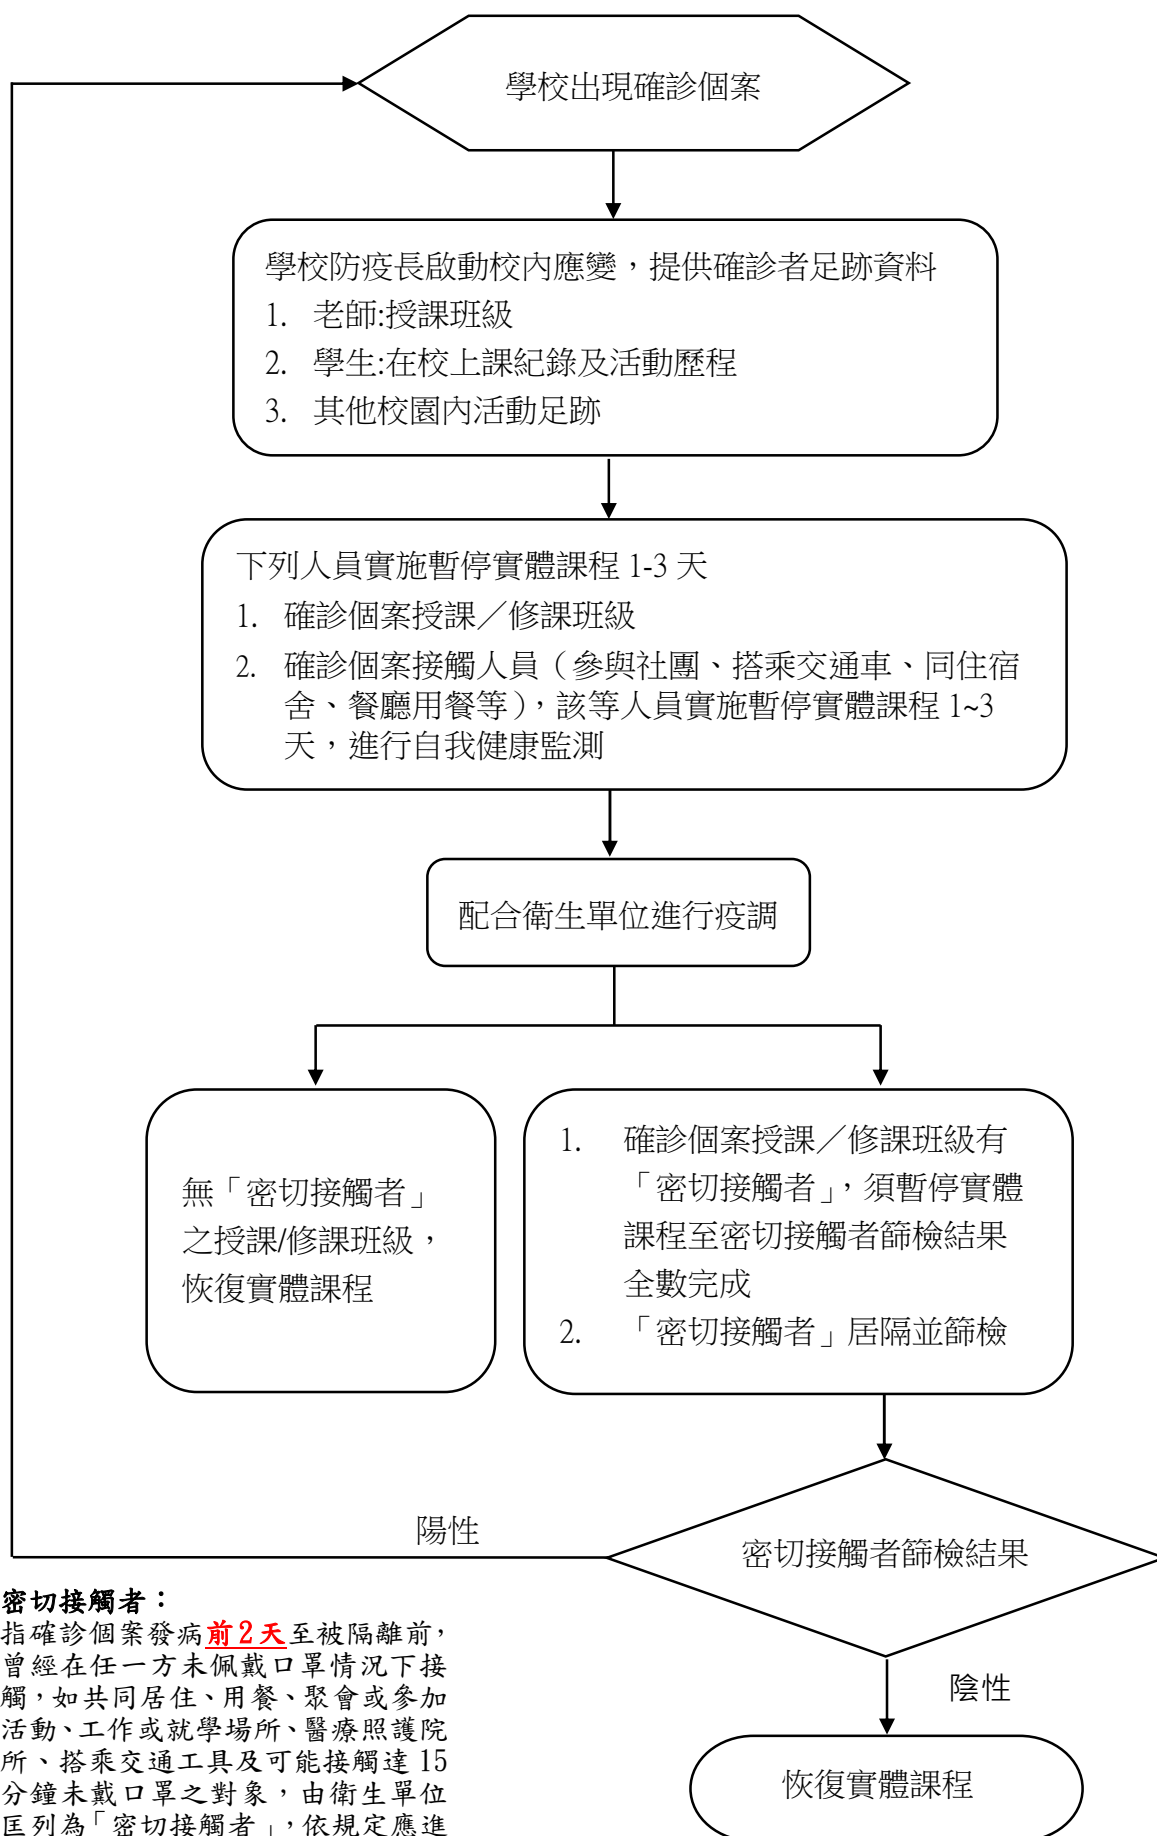 學校出現確診個案
學校防疫長啟動校內應變，提供確診者足跡資料
1. 老師:授課班級
2. 學生:在校上課紀錄及活動歷程
3. 其他校園內活動足跡
下列人員實施暫停實體課程 1-3 天
1. 確診個案授課／修課班級
2. 確診個案接觸人員（參與社團、搭乘交通車、同住宿
舍、餐廳用餐等），該等人員實施暫停實體課程 1~3
天，進行自我健康監測
配合衛生單位進行疫調
無「密切接觸者」
之授課/修課班級，
恢復實體課程
1. 確診個案授課／修課班級有
「密切接觸者」，須暫停實體
課程至密切接觸者篩檢結果
全數完成
2. 「密切接觸者」居隔並篩檢
陽性
密切接觸者篩檢結果
陰性
恢復實體課程
密切接觸者：
指確診個案發病前2天至被隔離前，
曾經在任一方未佩戴口罩情況下接
觸，如共同居住、用餐、聚會或參加
活動、工作或就學場所、醫療照護院
所、搭乘交通工具及可能接觸達 15
分鐘未戴口罩之對象，由衛生單位
匡列為「密切接觸者」，依規定應進